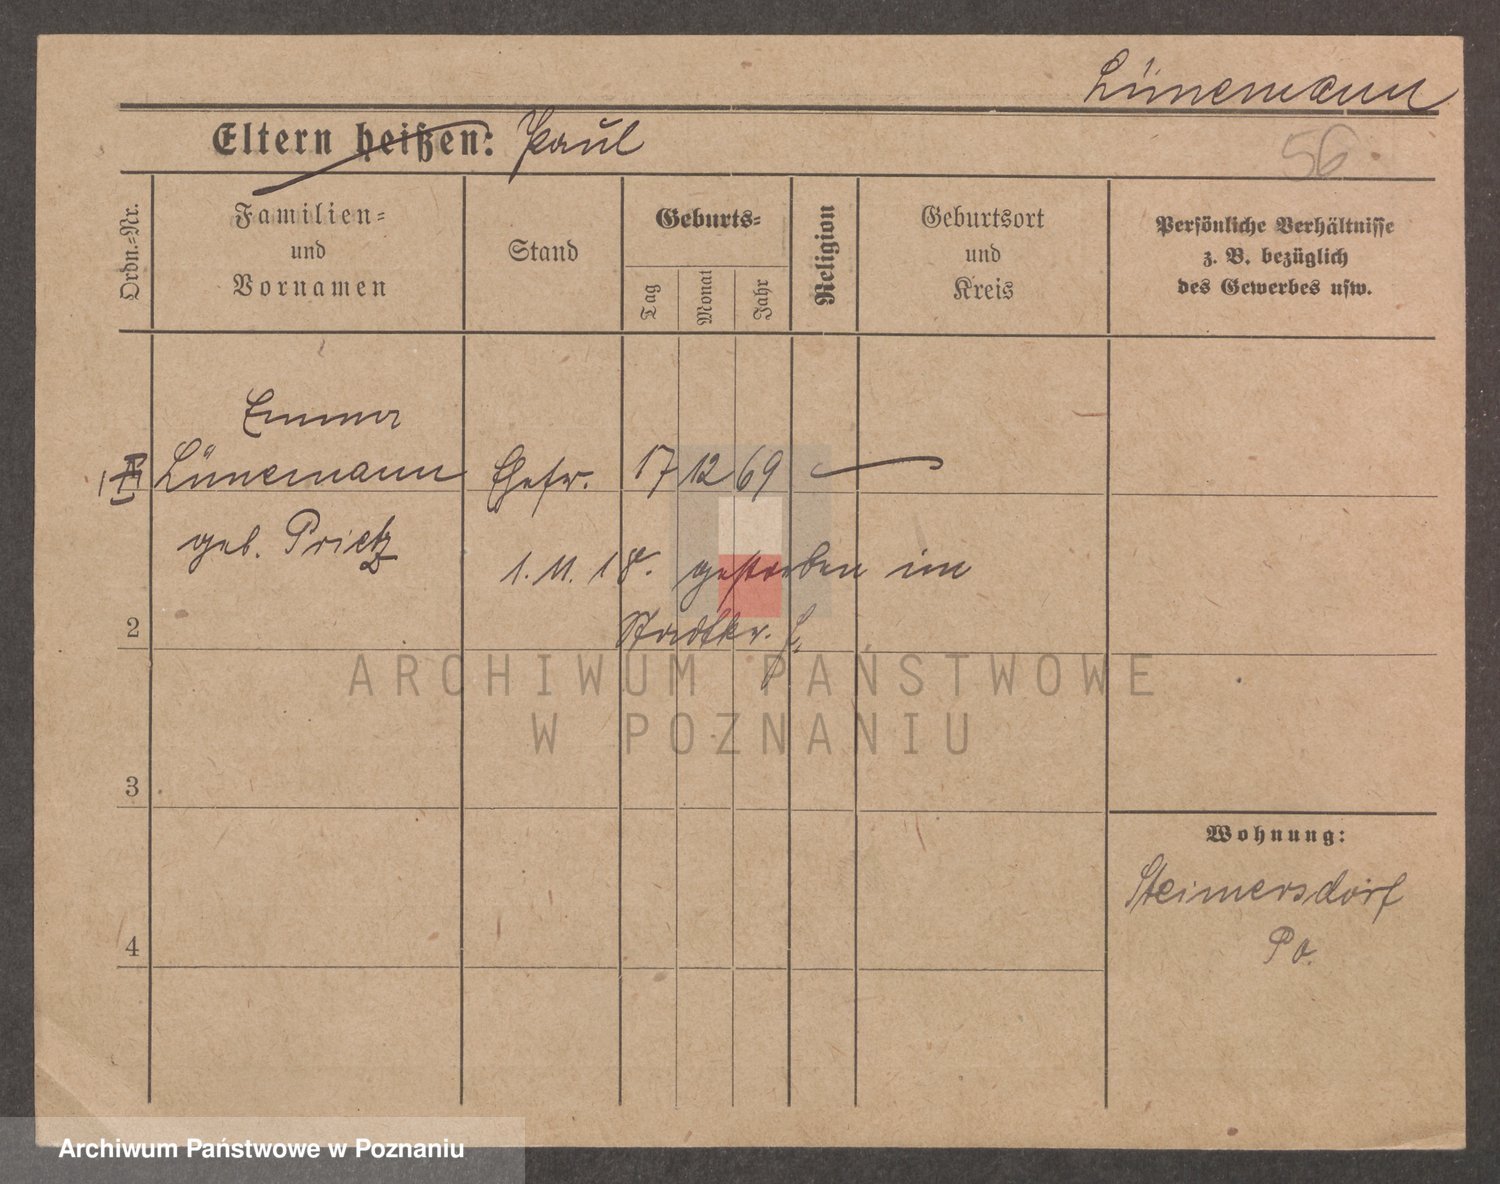 Lünemann
Eltern heißen: Paul
56
Ordn.-Nr.
Familien-
und
Vornamen
Stand
Geburts-
Tag
Monat
Jahr
Religion
Geburtsort
und
Kreis
Persönliche Verhältnisse
z. B. bezüglich
des Gewerbes usw.
Emma
1 Lünemann Ehefr. 17 12 69 —
geb. Prietz
1. 11. 18. gestorben im
2 Stadtkr. H.
ARCHIWUM PAŃSTWOWE
W POZNANIU
3
Wohnung:
Steimersdorf
Po.
4
Archiwum Państwowe w Poznaniu